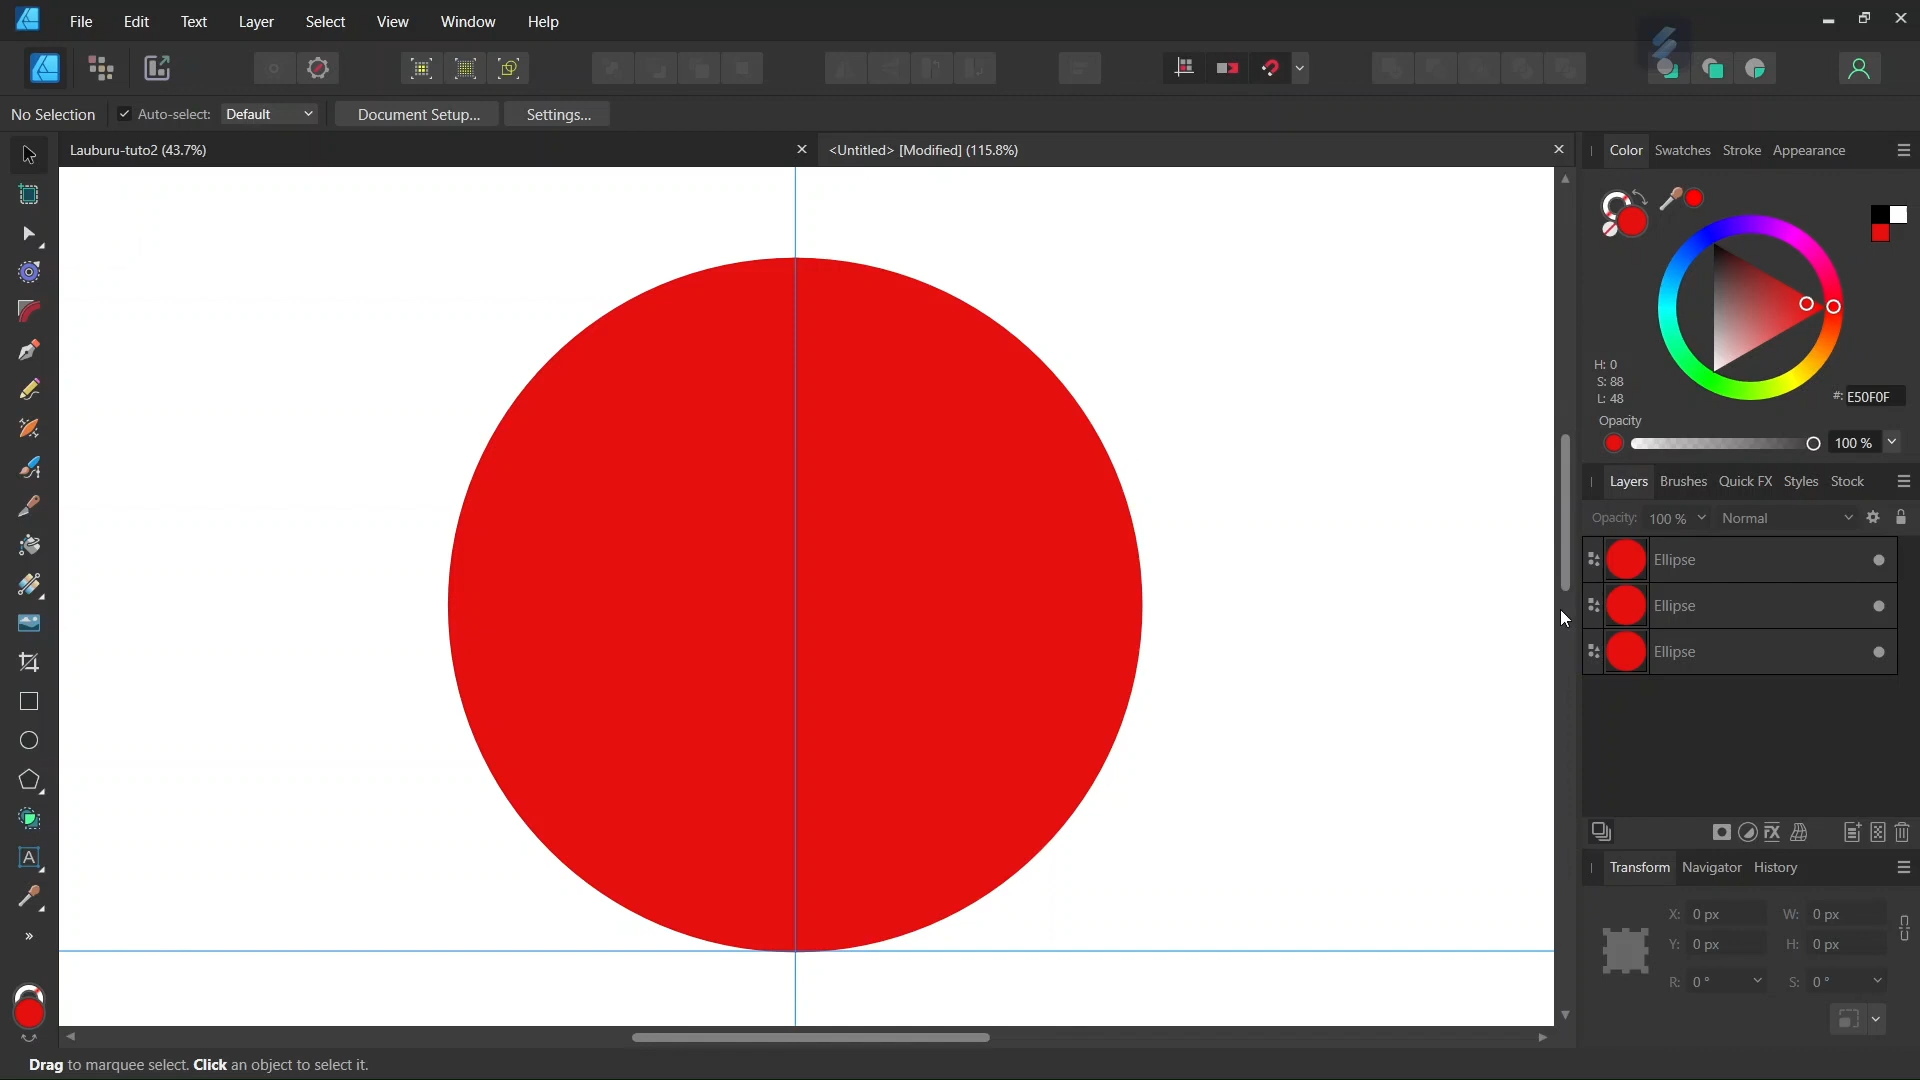 File Edit Text Layer Select View Window Help
No Selection Auto-select: Default Document Setup... Settings...
Lauburu-tuto2 (43.7%)
<Untitled> [Modified] (115.8%)
Color Swatches Stroke Appearance
H: 0
S: 88
L: 48
#: E50F0F
Opacity
100 %
Layers Brushes Quick FX Styles Stock
Opacity: 100 % Normal
Ellipse
Ellipse
Ellipse
Transform Navigator History
X: 0 px W: 0 px
Y: 0 px H: 0 px
R: 0 ° S: 0 °
Drag to marquee select. Click an object to select it.